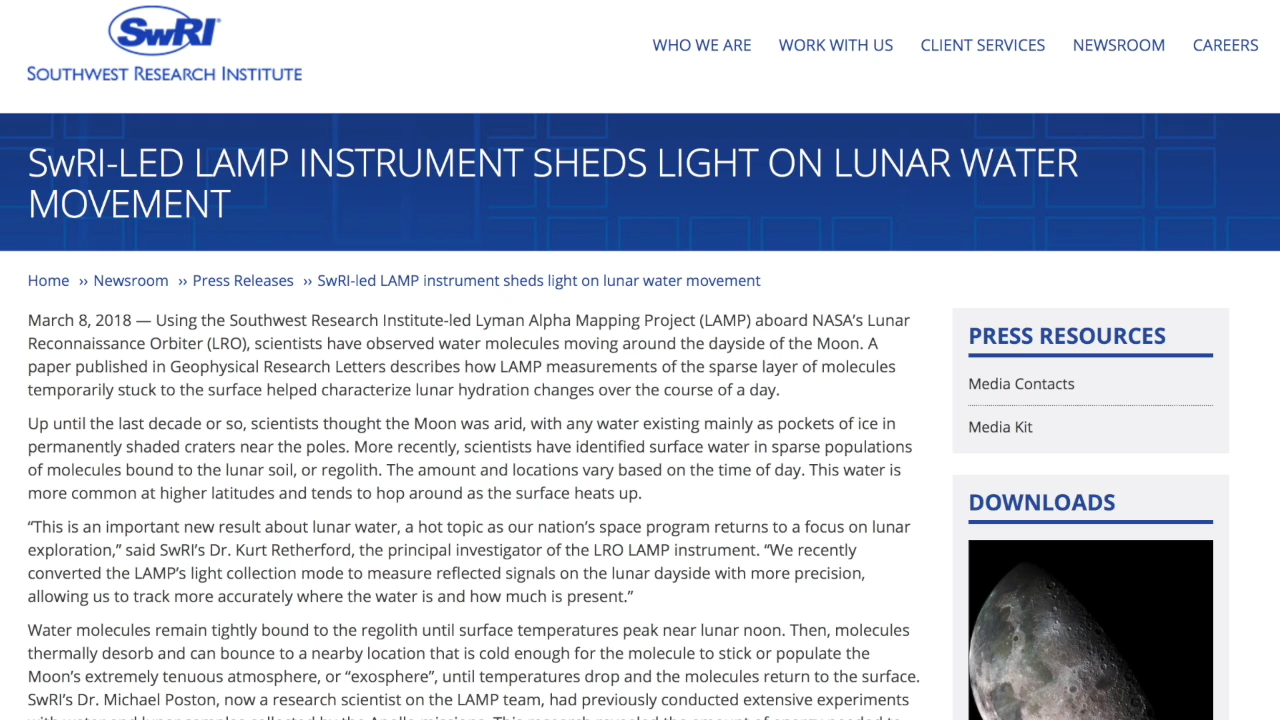 SwRI
SOUTHWEST RESEARCH INSTITUTE
WHO WE ARE WORK WITH US CLIENT SERVICES NEWSROOM CAREERS
SwRI-LED LAMP INSTRUMENT SHEDS LIGHT ON LUNAR WATER
MOVEMENT
Home ›› Newsroom ›› Press Releases ›› SwRI-led LAMP instrument sheds light on lunar water movement
March 8, 2018 — Using the Southwest Research Institute-led Lyman Alpha Mapping Project (LAMP) aboard NASA’s Lunar
Reconnaissance Orbiter (LRO), scientists have observed water molecules moving around the dayside of the Moon. A
paper published in Geophysical Research Letters describes how LAMP measurements of the sparse layer of molecules
temporarily stuck to the surface helped characterize lunar hydration changes over the course of a day.
Up until the last decade or so, scientists thought the Moon was arid, with any water existing mainly as pockets of ice in
permanently shaded craters near the poles. More recently, scientists have identified surface water in sparse populations
of molecules bound to the lunar soil, or regolith. The amount and locations vary based on the time of day. This water is
more common at higher latitudes and tends to hop around as the surface heats up.
“This is an important new result about lunar water, a hot topic as our nation’s space program returns to a focus on lunar
exploration,” said SwRI’s Dr. Kurt Retherford, the principal investigator of the LRO LAMP instrument. “We recently
converted the LAMP’s light collection mode to measure reflected signals on the lunar dayside with more precision,
allowing us to track more accurately where the water is and how much is present.”
Water molecules remain tightly bound to the regolith until surface temperatures peak near lunar noon. Then, molecules
thermally desorb and can bounce to a nearby location that is cold enough for the molecule to stick or populate the
Moon’s extremely tenuous atmosphere, or “exosphere”, until temperatures drop and the molecules return to the surface.
SwRI’s Dr. Michael Poston, now a research scientist on the LAMP team, had previously conducted extensive experiments
PRESS RESOURCES
Media Contacts
Media Kit
DOWNLOADS